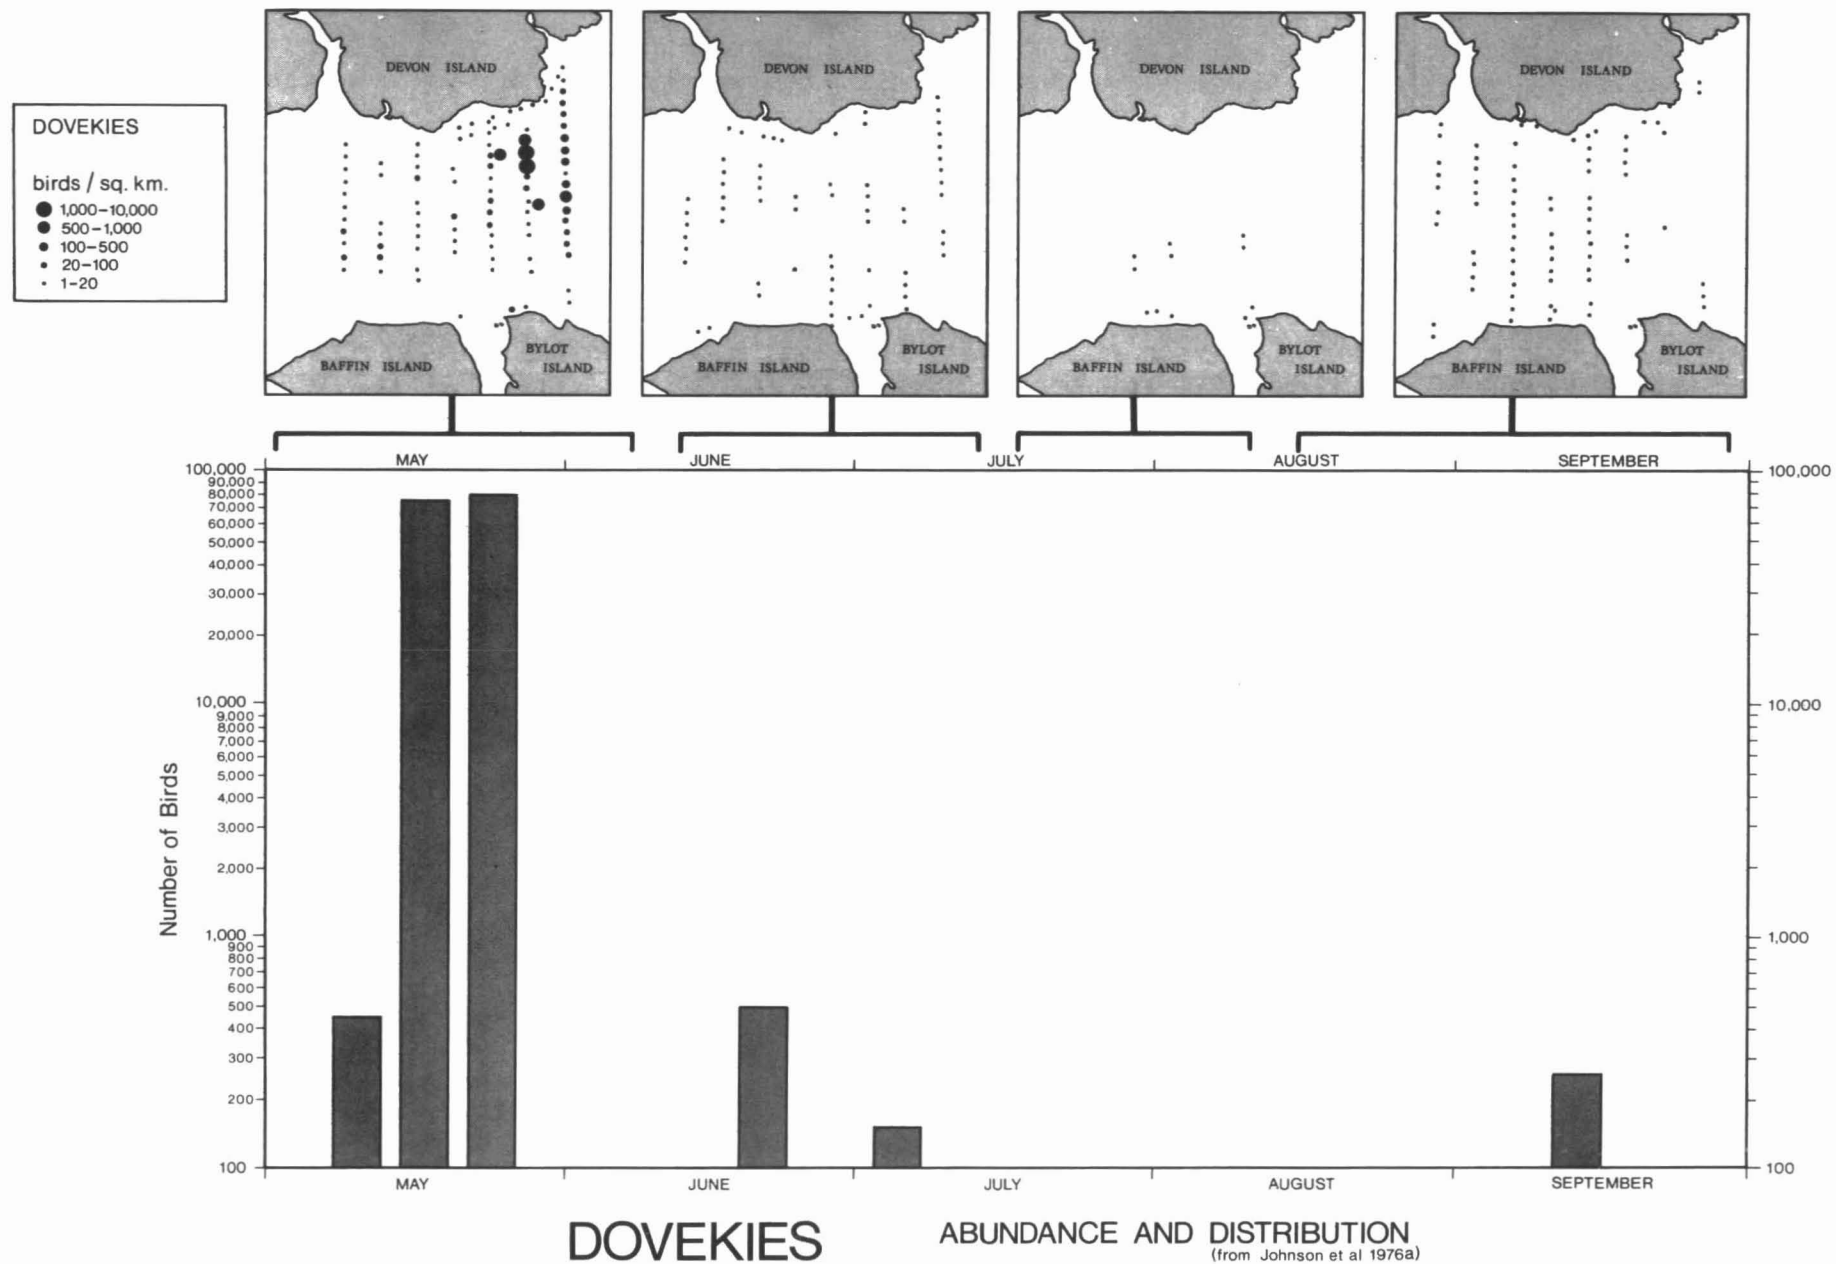 DEVON ISLAND
BAFFIN ISLAND
BYLOT
ISLAND
DEVON ISLAND
BAFFIN ISLAND
BYLOT
ISLAND
DEVON ISLAND
BAFFIN ISLAND
BYLOT
ISLAND
DEVON ISLAND
BAFFIN ISLAND
BYLOT
ISLAND
DOVEKIES
birds / sq. km.
1,000-10,000
500-1,000
100-500
20-100
1-20
MAY JUNE JULY AUGUST SEPTEMBER
Number of Birds
100,000
90,000
80,000
70,000
60,000
50,000
40,000
30,000
20,000
10,000
9,000
8,000
7,000
6,000
5,000
4,000
3,000
2,000
1,000
900
800
700
600
500
400
300
200
100
100,000
10,000
1,000
100
MAY JUNE JULY AUGUST SEPTEMBER
DOVEKIES ABUNDANCE AND DISTRIBUTION
(from Johnson et al 1976a)